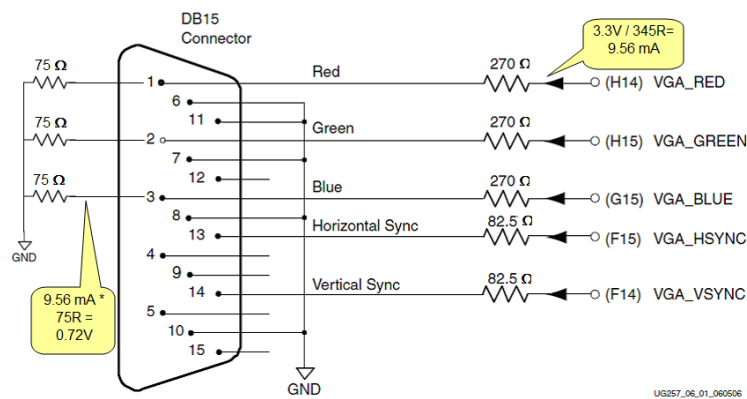 DB15
Connector
3.3V / 345R=
9.56 mA
75 Ω
1
Red
270 Ω
(H14) VGA_RED
6
11
75 Ω
2
Green
270 Ω
(H15) VGA_GREEN
7
12
75 Ω
3
Blue
270 Ω
(G15) VGA_BLUE
8
13
Horizontal Sync
82.5 Ω
(F15) VGA_HSYNC
4
GND
9
14
Vertical Sync
82.5 Ω
(F14) VGA_VSYNC
9.56 mA *
75R =
0.72V
5
10
15
GND
UG257_06_01_060506